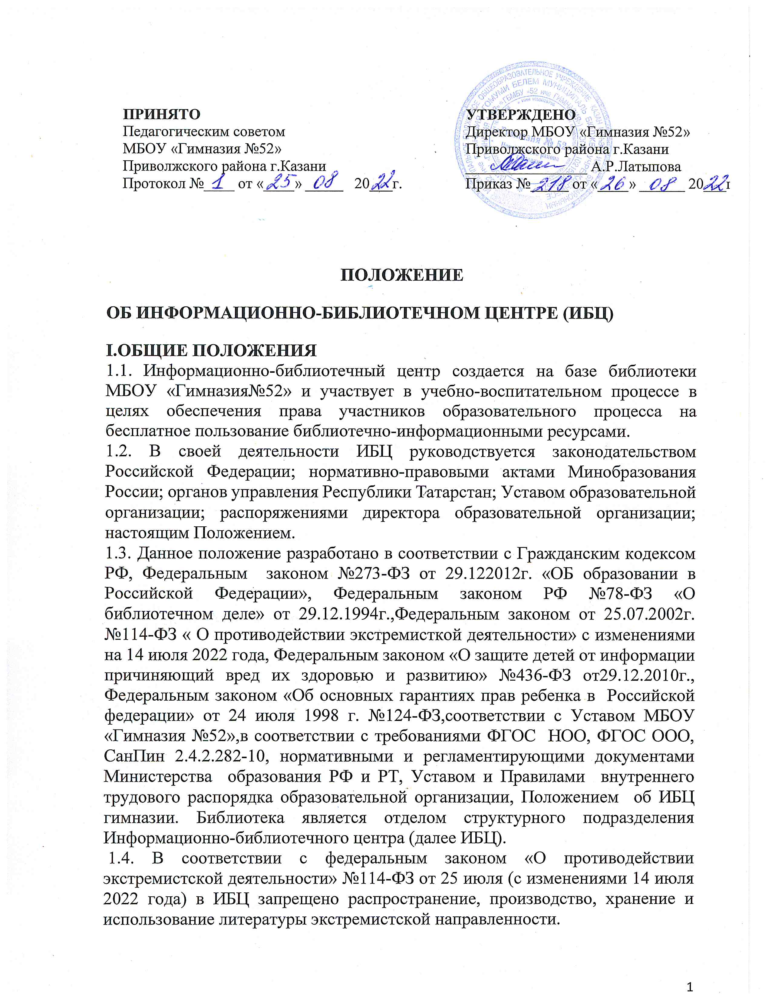 ПРИНЯТО
Педагогическим советом
МБОУ «Гимназия №52»
Приволжского района г.Казани
Протокол № 1 от « 25 » 08 20 22 г.
УТВЕРЖДЕНО
Директор МБОУ «Гимназия №52»
Приволжского района г.Казани
А.Р.Латыпова
Приказ № 218 от « 26 » 08 20 22 г
ПОЛОЖЕНИЕ
ОБ ИНФОРМАЦИОННО-БИБЛИОТЕЧНОМ ЦЕНТРЕ (ИБЦ)
I.ОБЩИЕ ПОЛОЖЕНИЯ
1.1. Информационно-библиотечный центр создается на базе библиотеки
МБОУ «Гимназия№52» и участвует в учебно-воспитательном процессе в
целях обеспечения права участников образовательного процесса на
бесплатное пользование библиотечно-информационными ресурсами.
1.2. В своей деятельности ИБЦ руководствуется законодательством
Российской Федерации; нормативно-правовыми актами Минобразования
России; органов управления Республики Татарстан; Уставом образовательной
организации; распоряжениями директора образовательной организации;
настоящим Положением.
1.3. Данное положение разработано в соответствии с Гражданским кодексом
РФ, Федеральным законом №273-ФЗ от 29.122012г. «ОБ образовании в
Российской Федерации», Федеральным законом РФ №78-ФЗ «О
библиотечном деле» от 29.12.1994г.,Федеральным законом от 25.07.2002г.
№114-ФЗ « О противодействии экстремисткой деятельности» с изменениями
на 14 июля 2022 года, Федеральным законом «О защите детей от информации
причиняющий вред их здоровью и развитию» №436-ФЗ от29.12.2010г.,
Федеральным законом «Об основных гарантиях прав ребенка в Российской
федерации» от 24 июля 1998 г. №124-ФЗ,соответствии с Уставом МБОУ
«Гимназия №52»,в соответствии с требованиями ФГОС НОО, ФГОС ООО,
СанПин 2.4.2.282-10, нормативными и регламентирующими документами
Министерства образования РФ и РТ, Уставом и Правилами внутреннего
трудового распорядка образовательной организации, Положением об ИБЦ
гимназии. Библиотека является отделом структурного подразделения
Информационно-библиотечного центра (далее ИБЦ).
1.4. В соответствии с федеральным законом «О противодействии
экстремистской деятельности» №114-ФЗ от 25 июля (с изменениями 14 июля
2022 года) в ИБЦ запрещено распространение, производство, хранение и
использование литературы экстремистской направленности.
1